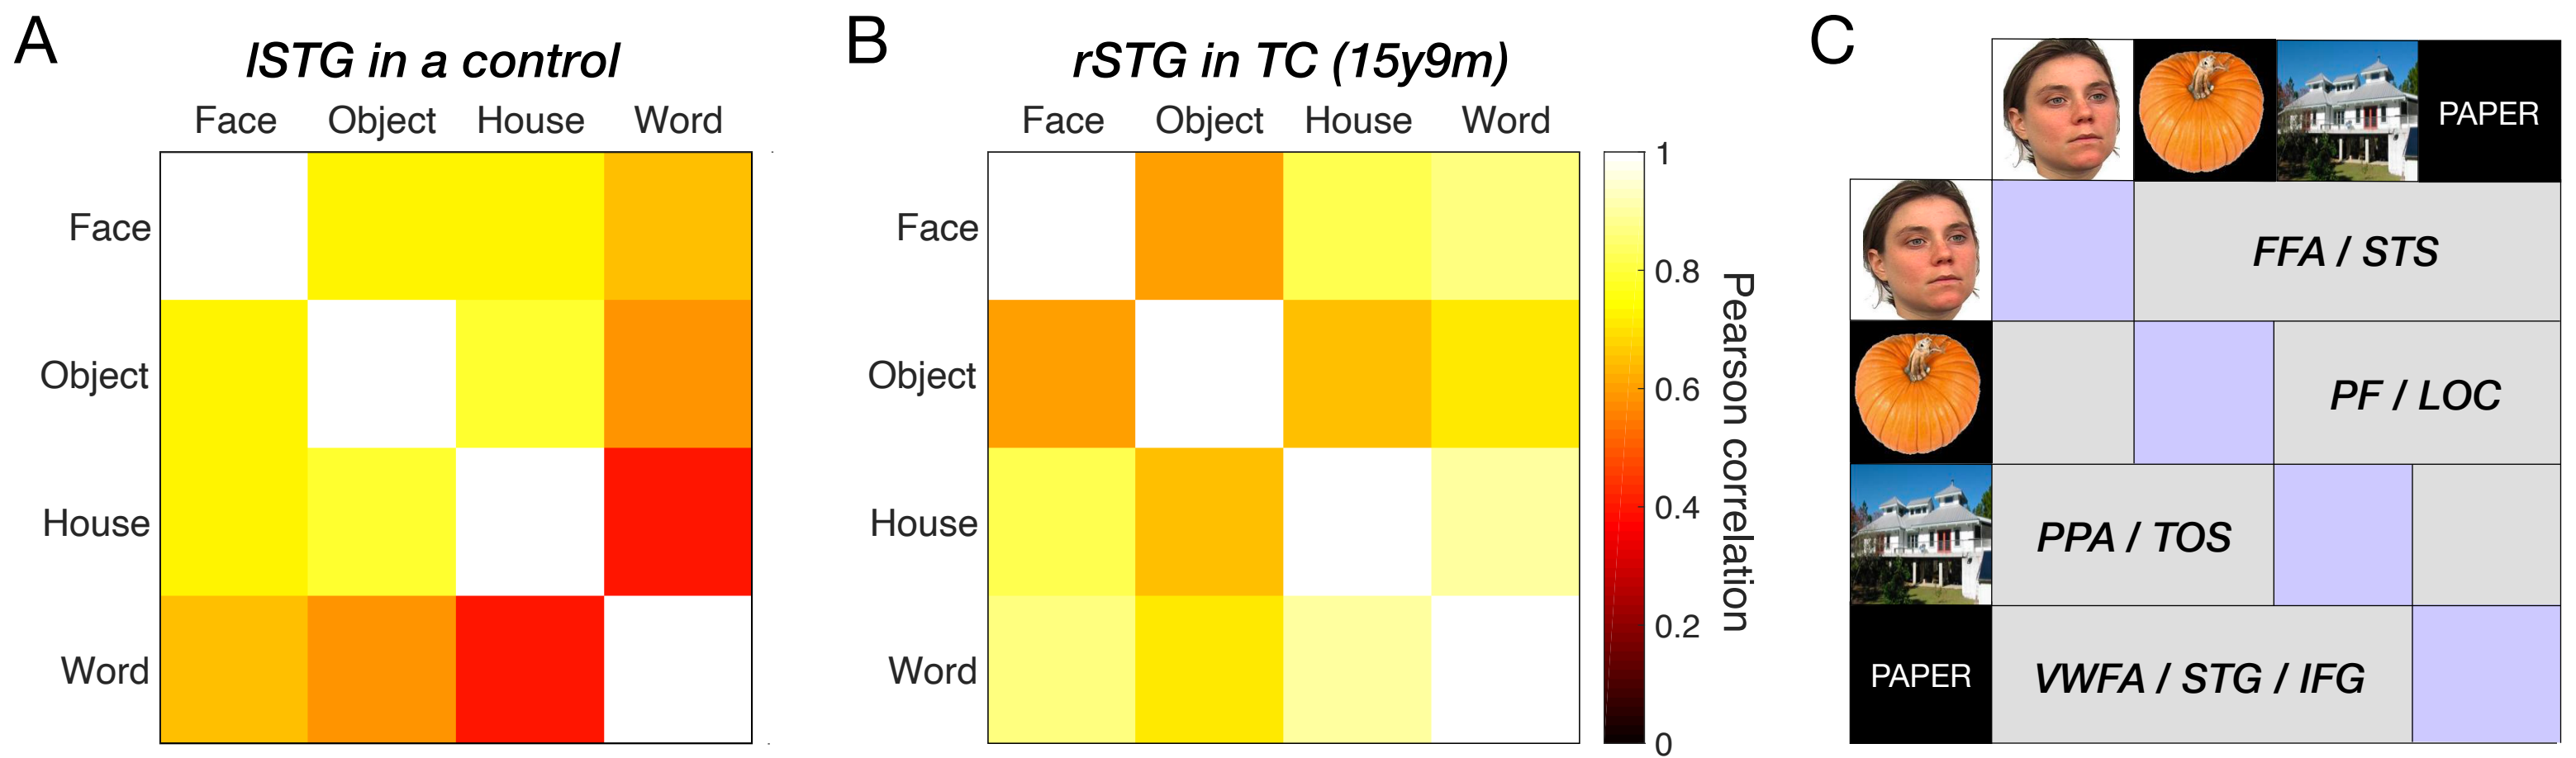 A
lSTG in a control
Face Object House Word
Face
Object
House
Word
B
rSTG in TC (15y9m)
Face Object House Word
Face
Object
House
Word
1
0.8
0.6
0.4
0.2
0
Pearson correlation
C
PAPER
FFA / STS
PF / LOC
PPA / TOS
PAPER
VWFA / STG / IFG